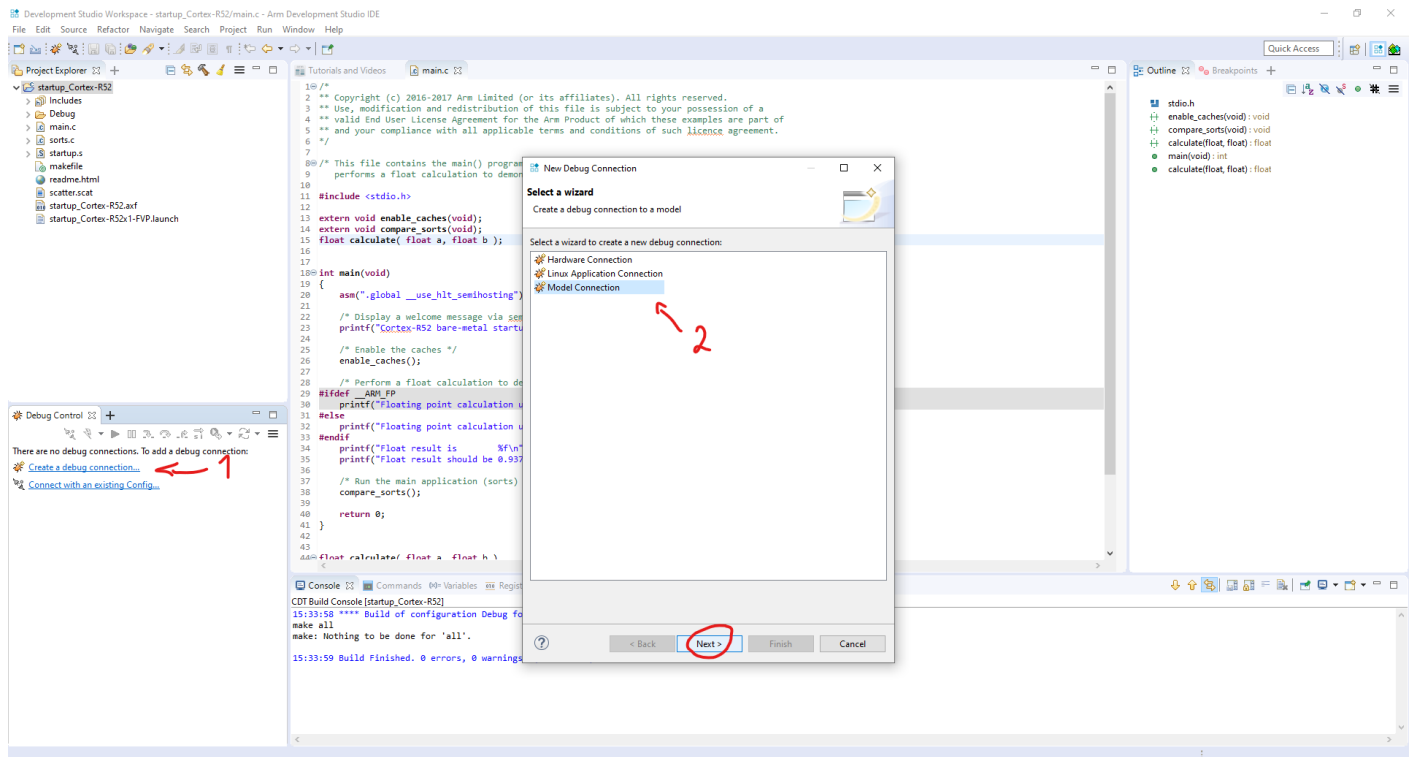 Development Studio Workspace - startup_Cortex-R52/main.c - Arm Development Studio IDE
File Edit Source Refactor Navigate Search Project Run Window Help
Quick Access
Project Explorer
startup_Cortex-R52
Includes
Debug
main.c
sorts.c
startup.s
makefile
readme.html
scatter.scat
startup_Cortex-R52.axf
startup_Cortex-R52x1-FVP.launch
Tutorials and Videos main.c
1 /*
2 ** Copyright (c) 2016-2017 Arm Limited (or its affiliates). All rights reserved.
3 ** Use, modification and redistribution of this file is subject to your possession of a
4 ** valid End User License Agreement for the Arm Product of which these examples are part of
5 ** and your compliance with all applicable terms and conditions of such licence agreement.
6 */
7
8 /* This file contains the main() program
9 performs a float calculation to demon
10
11 #include <stdio.h>
12
13 extern void enable_caches(void);
14 extern void compare_sorts(void);
15 float calculate( float a, float b );
16
17
18 int main(void)
19 {
20 asm(".global __use_hlt_semihosting")
21
22 /* Display a welcome message via sem
23 printf("Cortex-R52 bare-metal startu
24
25 /* Enable the caches */
26 enable_caches();
27
28 /* Perform a float calculation to de
29 #ifdef __ARM_FP
30 printf("Floating point calculation u
31 #else
32 printf("Floating point calculation u
33 #endif
34 printf("Float result is %f\n"
35 printf("Float result should be 0.937
36
37 /* Run the main application (sorts)
38 compare_sorts();
39
40 return 0;
41 }
42
43
44 float calculate( float a, float b )
New Debug Connection
Select a wizard
Create a debug connection to a model
Select a wizard to create a new debug connection:
Hardware Connection
Linux Application Connection
Model Connection
2
< Back Next > Finish Cancel
Outline Breakpoints
stdio.h
enable_caches(void) : void
compare_sorts(void) : void
calculate(float, float) : float
main(void) : int
calculate(float, float) : float
Debug Control
There are no debug connections. To add a debug connection:
Create a debug connection...
1
Connect with an existing Config...
Console Commands Variables Regist
CDT Build Console [startup_Cortex-R52]
15:33:58 **** Build of configuration Debug fo
make all
make: Nothing to be done for 'all'.
15:33:59 Build Finished. 0 errors, 0 warnings